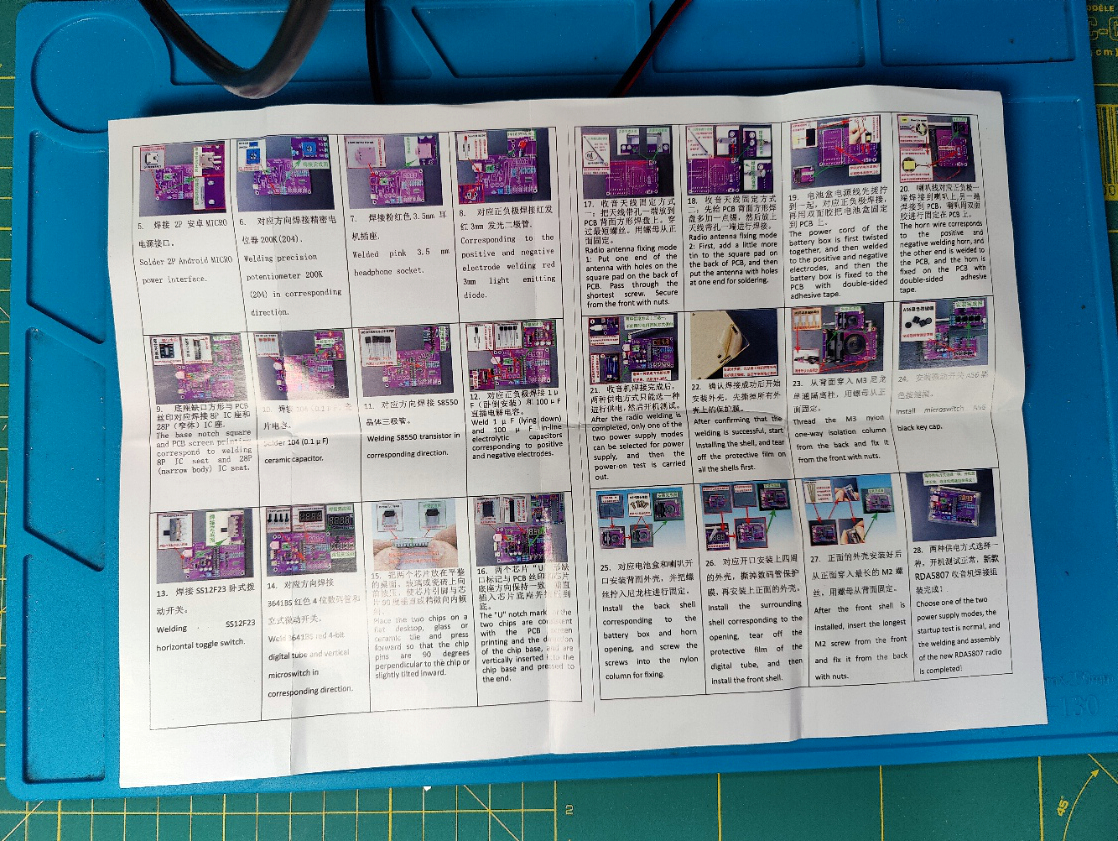 5. 焊接 2P 安卓 MICRO
电源接口。
Solder 2P Android MICRO
power interface.
6. 对应方向焊接精密电
位器 200K(204)。
Welding precision
potentiometer 200K
(204) in corresponding
direction.
7. 焊接粉红色 3.5mm 耳
机插座。
Welded pink 3.5 mm
headphone socket.
8. 对应正负极焊接红发
红 3mm 发光二极管。
Corresponding to the
positive and negative
electrode welding red
3mm light emitting
diode.
9. 底座缺口方形与 PCB
丝印对应焊接 8P IC 座和
28P (窄体) IC 座。
The base notch square
and PCB screen printing
correspond to welding
8P IC seat and 28P
(narrow body) IC seat.
10. 焊接 104 (0.1 μF)
片电容。
Solder 104 (0.1 μF)
ceramic capacitor.
11. 对应方向焊接 S8550
晶体三极管。
Welding S8550 transistor in
corresponding direction.
12. 对应正负极焊接 1 μ
F (卧倒安装) 和 100 μ F
直插电解电容。
Weld 1 μ F (lying down)
and 100 μ F in-line
electrolytic capacitors
corresponding to positive
and negative electrodes.
13. 焊接 SS12F23 卧式拨
动开关。
Welding SS12F23
horizontal toggle switch.
14. 对应方向焊接
3641BS 红色 4 位数码管和
立式微动开关。
Weld 3641BS red 4-bit
digital tube and vertical
microswitch in
corresponding direction.
15. 把两个芯片放在平整
的桌面、玻璃或瓷砖上向
前按压,使芯片引脚与芯
片 90 度垂直或稍微向内倾
斜。
Place the two chips on a
flat desktop, glass or
ceramic tile and press
forward so that the chip
pins are 90 degrees
perpendicular to the chip or
slightly tilted inward.
16. 两个芯片 "U" 形缺
口标记与 PCB 丝印
底座方向保持一致
插入芯片底座并
底。
The "U" notch mark
the two chips are
with the PCB screen
printing and the
of the chip base, are
vertically inserted
chip base and pressed to
the end.
17. 收音天线固定方式
一:把天线带孔一端放到
PCB 背面方形焊盘上。穿
过最短螺丝。用螺母从正
面固定。
Radio antenna fixing mode
1: Put one end of the
antenna with holes on the
square pad on the back of
PCB. Pass through the
shortest screw. Secure
from the front with nuts.
18. 收音天线固定方式
二:先给 PCB 背面方形焊
盘多加一点锡,然后放上
天线带孔一端进行焊接。
Radio antenna fixing mode
2: First, add a little more
tin to the square pad on
the back of PCB, and then
put the antenna with holes
at one end for soldering.
19. 电池盒电源线先拧
到一起,对应正负极焊接,
再用双面胶把电池盒固定
到 PCB 上。
The power cord of the
battery box is first twisted
together, and then welded
to the positive and negative
electrodes, and then the
battery box is fixed to the
PCB with double-sided
adhesive tape.
20. 喇叭线对应正负极一
端焊接到喇叭上,另一端
焊接到 PCB。喇叭用双面
胶进行固定在 PCB 上。
The horn wire corresponds
to the positive and
negative welding horn, and
the other end is welded to
the PCB, and the horn is
fixed on the PCB with
double-sided adhesive
tape.
21. 收音机焊接完成后,
两种供电方式只能选一种
进行供电,然后开机测试。
After the radio welding is
completed, only one of the
two power supply modes
can be selected for power
supply, and then the
power-on test is carried
out.
22. 确认焊接成功后开始
安装外壳。先撕掉所有外
壳上的保护膜。
After confirming that the
welding is successful, start
installing the shell, and tear
off the protective film on
all the shells first.
23. 从背面穿入 M3 尼龙
单通隔离柱,用螺母从正
面固定。
Thread the M3 nylon
one-way isolation column
from the back and fix it
from the front with nuts.
24. 安装微动开关 A56 黑
色按键帽。
Install microswitch A56
black key cap.
25. 对应电池盒和喇叭开
口安装背面外壳,并把螺
丝拧入尼龙柱进行固定。
Install the back shell
corresponding to the
battery box and horn
opening, and screw the
screws into the nylon
column for fixing.
26. 对应开口安装上四周
的外壳,撕掉数码管保护
膜,再安装上正面的外壳。
Install the surrounding
shell corresponding to the
opening, tear off the
protective film of the
digital tube, and then
install the front shell.
27. 正面的外壳安装好后
从正面穿入最长的 M2 螺
丝,用螺母从背面固定。
After the front shell is
installed, insert the longest
M2 screw from the front
and fix it from the back
with nuts.
28. 两种供电方式选择一
种,开机测试正常,新款
RDA5807 收音机焊接组
装完成!
Choose one of the two
power supply modes, the
startup test is normal, and
the welding and assembly
of the new RDA5807 radio
is completed!
45°